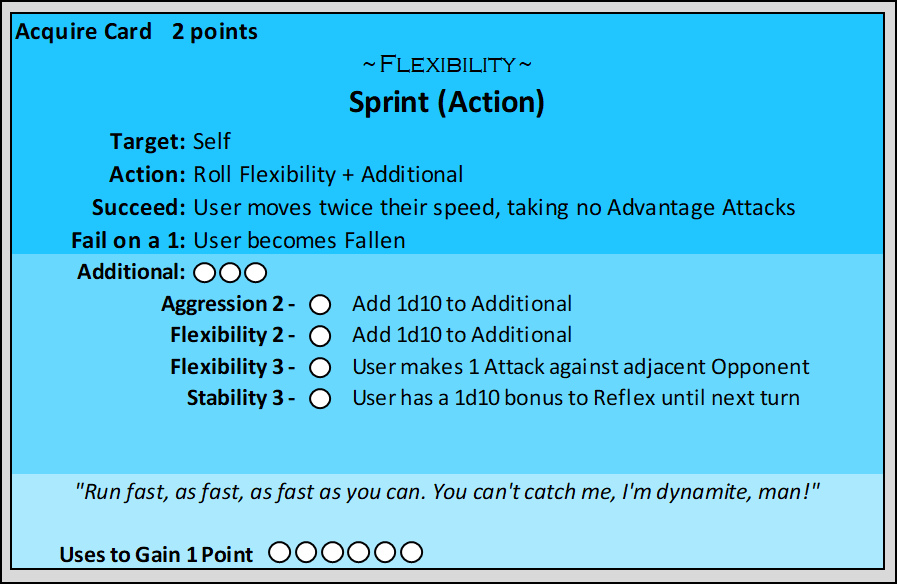 Acquire Card 2 points
~FLEXIBILITY~
Sprint (Action)
Target: Self
Action: Roll Flexibility + Additional
Succeed: User moves twice their speed, taking no Advantage Attacks
Fail on a 1: User becomes Fallen
Additional:
Aggression 2 - Add 1d10 to Additional
Flexibility 2 - Add 1d10 to Additional
Flexibility 3 - User makes 1 Attack against adjacent Opponent
Stability 3 - User has a 1d10 bonus to Reflex until next turn
"Run fast, as fast, as fast as you can. You can't catch me, I'm dynamite, man!"
Uses to Gain 1 Point